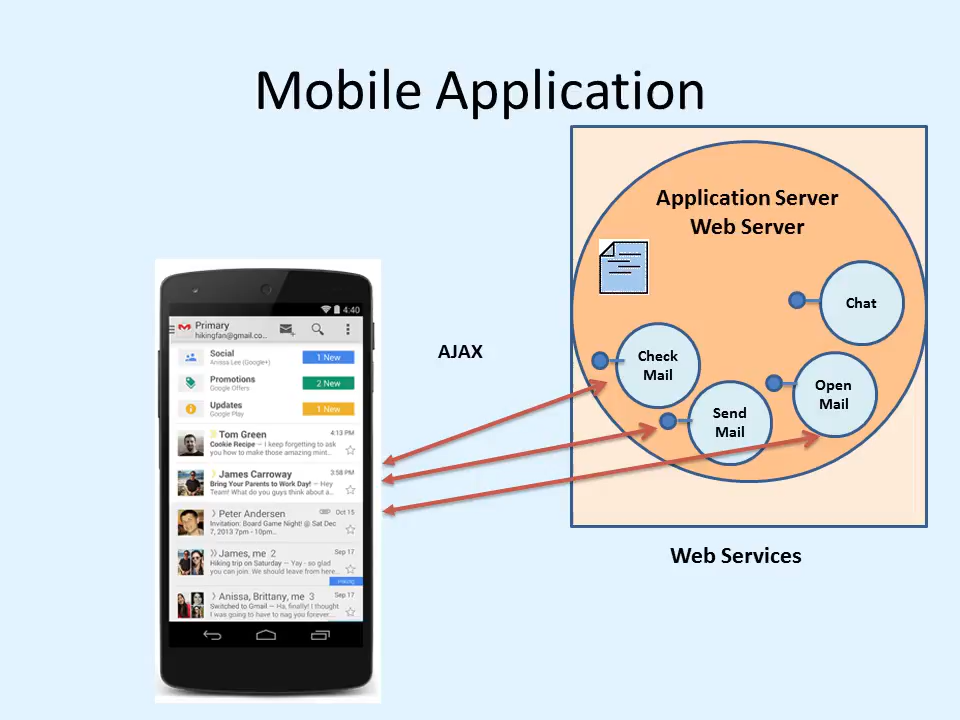 Mobile Application
Application Server
Web Server
Chat
Check
Mail
Open
Mail
Send
Mail
AJAX
Web Services
4:40
Primary
hikingfan@gmail.co...
Social
Anissa Lee (Google+)
1 New
Promotions
Google Offers
2 New
Updates
Google Play
1 New
Tom Green
4:13 PM
Cookie Recipe – I keep forgetting to ask
you how to make those amazing mint...
James Carroway
3:58 PM
Bring Your Parents to Work Day! – Hey
Team! What do you guys think about a...
Peter Andersen
Oct 15
Invitation: Board Game Night! @ Sat Dec
7, 2013 7pm - 10pm...
James, me 2
Sep 17
Hiking trip on Saturday – Yay - so glad
you can join. We should leave from here...
Hiking
Anissa, Brittany, me 3
Sep 17
Switched to Gmail – Ha, finally! I thought
I was going to have to nag you forever...